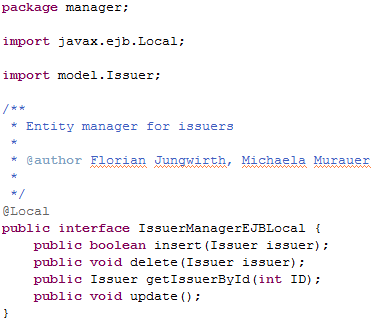 package manager;

import javax.ejb.Local;

import model.Issuer;

/**
 * Entity manager for issuers
 *
 * @author Florian Jungwirth, Michaela Murauer
 *
 */
@Local
public interface IssuerManagerEJBLocal {
    public boolean insert(Issuer issuer);
    public void delete(Issuer issuer);
    public Issuer getIssuerById(int ID);
    public void update();
}